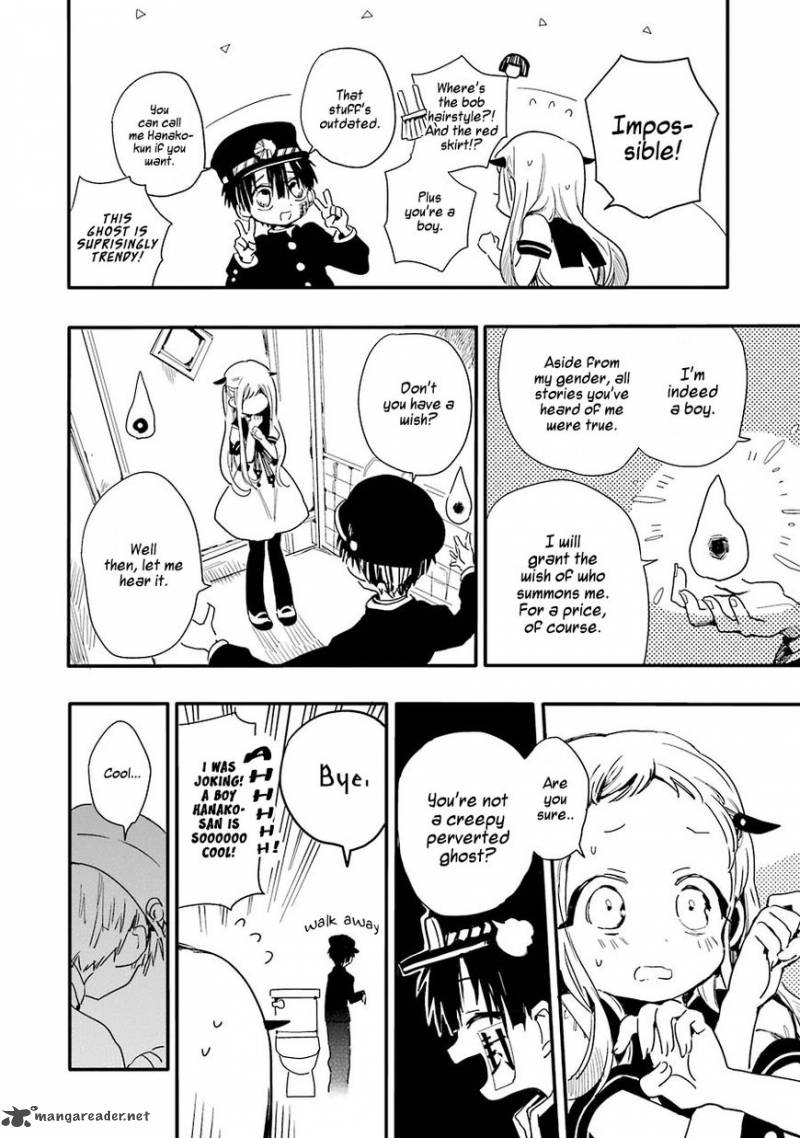 Impos-
sible!
Where's
the bob
hairstyle?!
And the red
skirt!?
Plus
you're a
boy.
That
stuff's
outdated.
You
can call
me Hanako-
kun if you
want.
THIS
GHOST IS
SUPRISINGLY
TRENDY!
I'm
indeed
a boy.
Aside from
my gender, all
stories you've
heard of me
were true.
I will
grant the
wish of who
summons me.
For a price,
of course.
Don't
you have a
wish?
Well
then, let me
hear it.
Are
you
sure..
You're not
a creepy
perverted
ghost?
封
Bye.
walk away
AHHHHH!
I WAS
JOKING!
A BOY
HANAKO-
SAN IS
SOOOOOO
COOL!
Cool...
mangareader.net